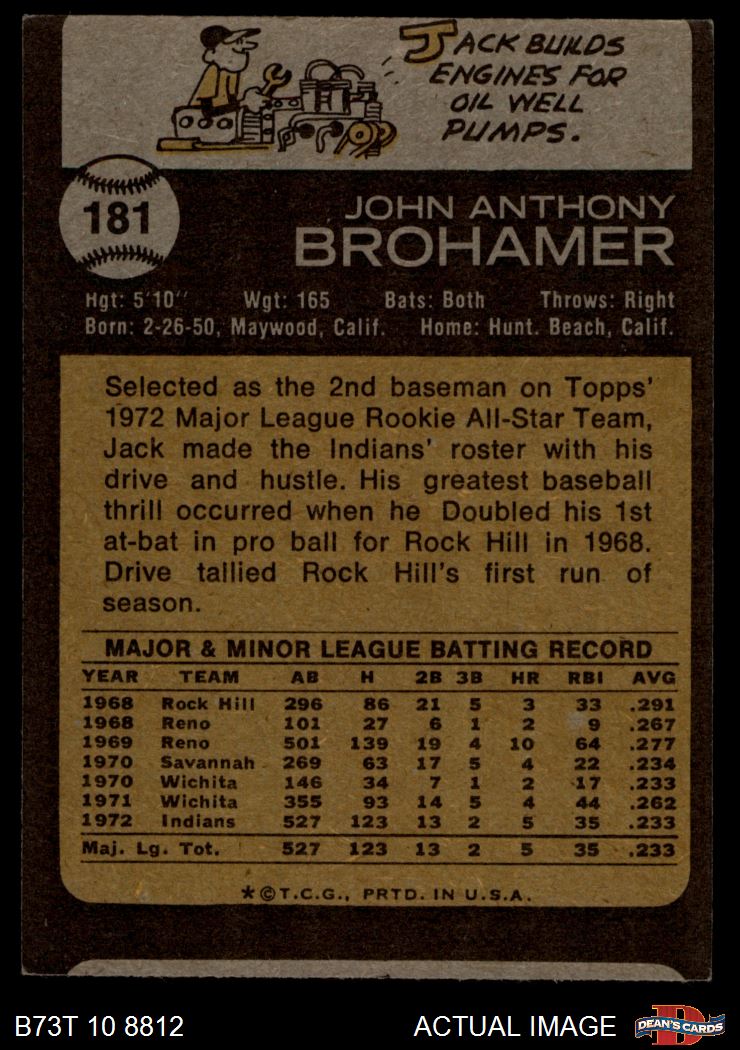 JACK BUILDS
ENGINES FOR
OIL WELL
PUMPS.
181
JOHN ANTHONY
BROHAMER
Hgt: 5'10" Wgt: 165 Bats: Both Throws: Right
Born: 2-26-50, Maywood, Calif. Home: Hunt. Beach, Calif.
Selected as the 2nd baseman on Topps'
1972 Major League Rookie All-Star Team,
Jack made the Indians' roster with his
drive and hustle. His greatest baseball
thrill occurred when he Doubled his 1st
at-bat in pro ball for Rock Hill in 1968.
Drive tallied Rock Hill's first run of
season.
MAJOR & MINOR LEAGUE BATTING RECORD
YEAR TEAM AB H 2B 3B HR RBI AVG
1968 Rock Hill 296 86 21 5 3 33 .291
1968 Reno 101 27 6 1 2 9 .267
1969 Reno 501 139 19 4 10 64 .277
1970 Savannah 269 63 17 5 4 22 .234
1970 Wichita 146 34 7 1 2 17 .233
1971 Wichita 355 93 14 5 4 44 .262
1972 Indians 527 123 13 2 5 35 .233
Maj. Lg. Tot. 527 123 13 2 5 35 .233
*©T.C.G., PRTD. IN U.S.A.
B73T 10 8812 ACTUAL IMAGE D DEAN'S CARDS